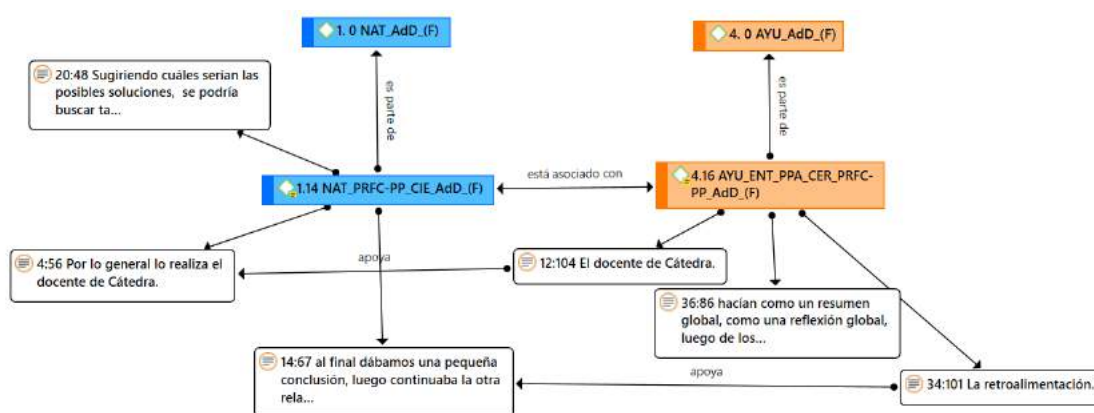 1. 0 NAT_AdD_(F)
4. 0 AYU_AdD_(F)
20:48 Sugiriendo cuáles serian las
posibles soluciones, se podría
buscar ta...
es parte de
es parte de
1.14 NAT_PRFC-PP_CIE_AdD_(F)
está asociado con
4.16 AYU_ENT_PPA_CER_PRFC-
PP_AdD_(F)
4:56 Por lo general lo realiza el
docente de Cátedra.
apoya
12:104 El docente de Cátedra.
36:86 hacían como un resumen
global, como una reflexión global,
luego de los...
14:67 al final dábamos una pequeña
conclusión, luego continuaba la otra
rela...
apoya
34:101 La retroalimentación.